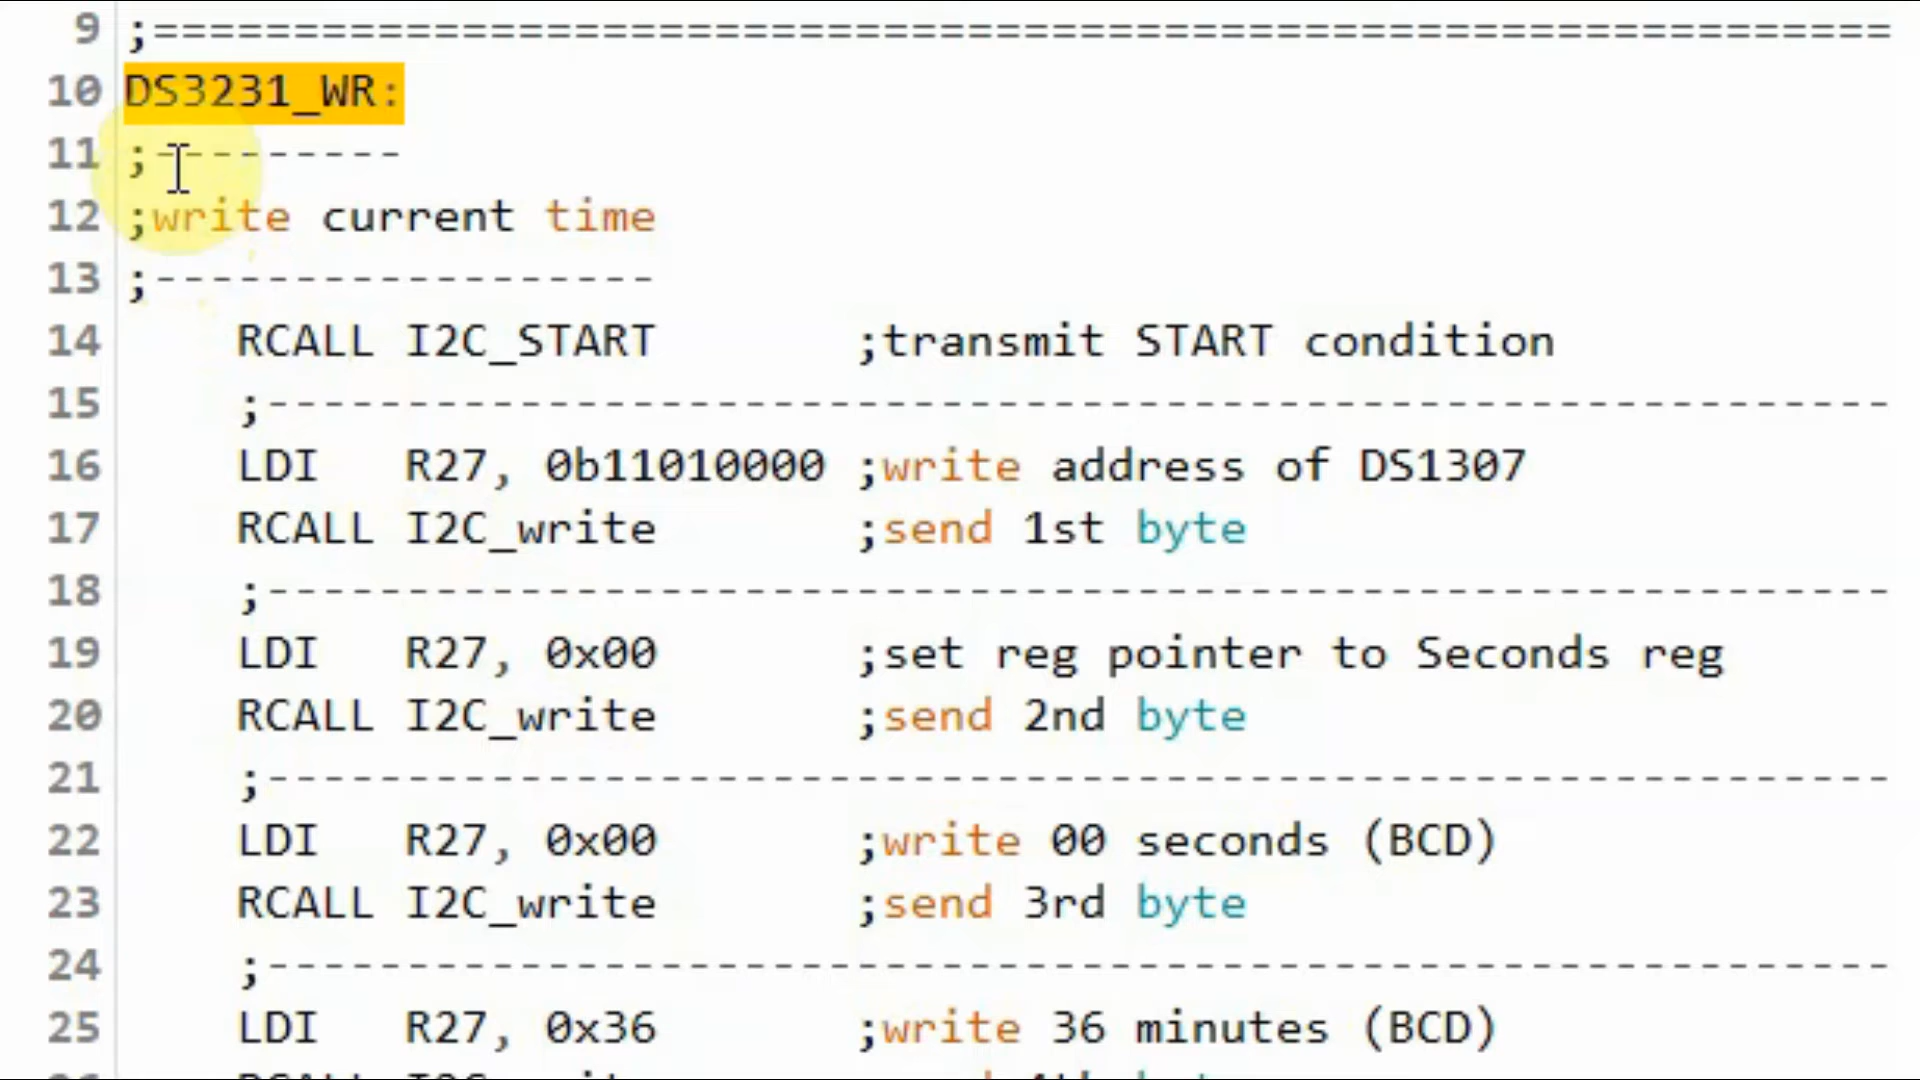 9 ;==============================================================
10 DS3231_WR:
11 ;---------
12 ;write current time
13 ;------------------
14 RCALL I2C_START ;transmit START condition
15 ;----------------------------------------------------------
16 LDI R27, 0b11010000 ;write address of DS1307
17 RCALL I2C_write ;send 1st byte
18 ;----------------------------------------------------------
19 LDI R27, 0x00 ;set reg pointer to Seconds reg
20 RCALL I2C_write ;send 2nd byte
21 ;----------------------------------------------------------
22 LDI R27, 0x00 ;write 00 seconds (BCD)
23 RCALL I2C_write ;send 3rd byte
24 ;----------------------------------------------------------
25 LDI R27, 0x36 ;write 36 minutes (BCD)